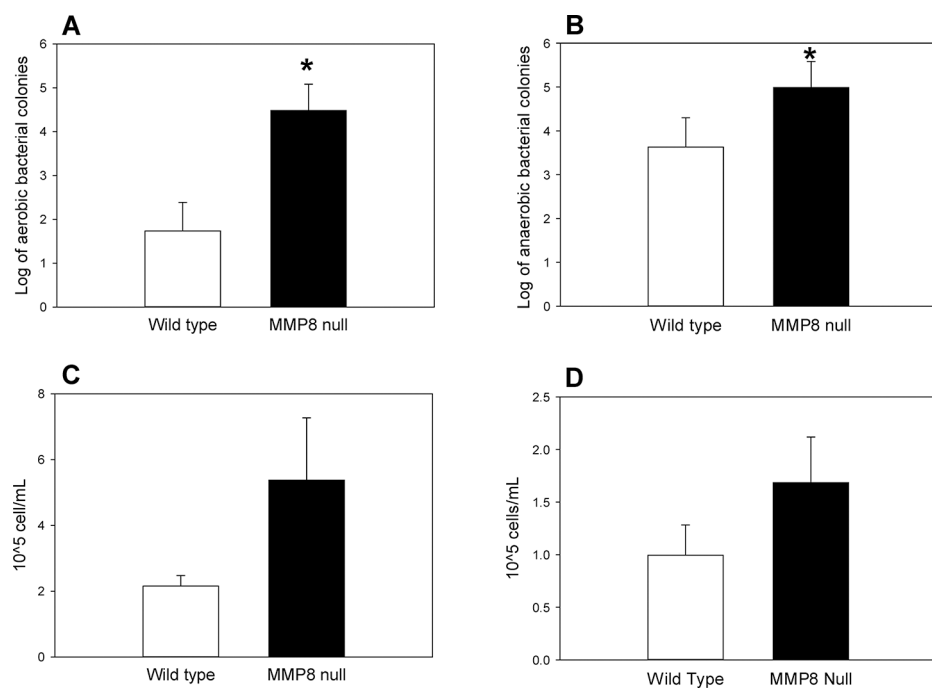 A
Log of aerobic bacterial colonies
6
5
4
3
2
1
0
*
Wild type
MMP8 null
B
Log of anaerobic bacterial colonies
6
5
4
3
2
1
0
*
Wild type
MMP8 null
C
10^5 cell/mL
8
6
4
2
0
Wild type
MMP8 null
D
10^5 cells/mL
2.5
2.0
1.5
1.0
0.5
0.0
Wild Type
MMP8 Null